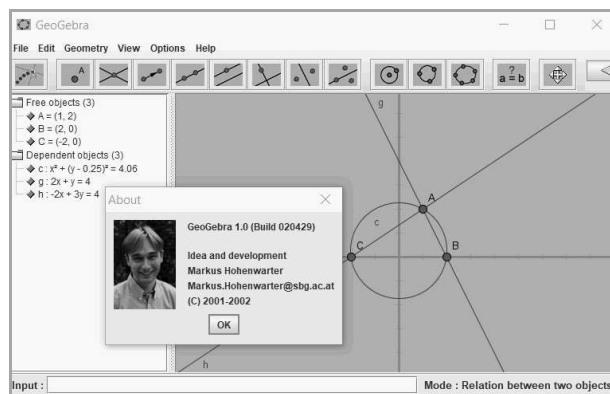 GeoGebra
File Edit Geometry View Options Help
A
?
a = b
Free objects (3)
A = (1, 2)
B = (2, 0)
C = (-2, 0)
Dependent objects (3)
c : x² + (y - 0.25)² = 4.06
g : 2x + y = 4
h : -2x + 3y = 4
About
GeoGebra 1.0 (Build 020429)
Idea and development
Markus Hohenwarter
Markus.Hohenwarter@sbg.ac.at
(C) 2001-2002
OK
g
A
c
C
B
h
Input :
Mode : Relation between two objects